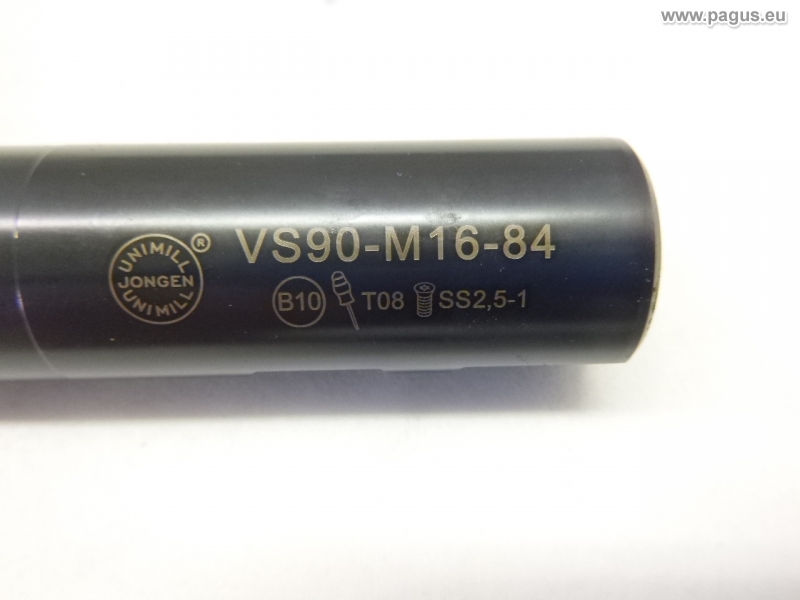 www.pagus.eu
UNIMILL ®
JONGEN
UNIMILL
VS90-M16-84
B10 T08 SS2,5-1